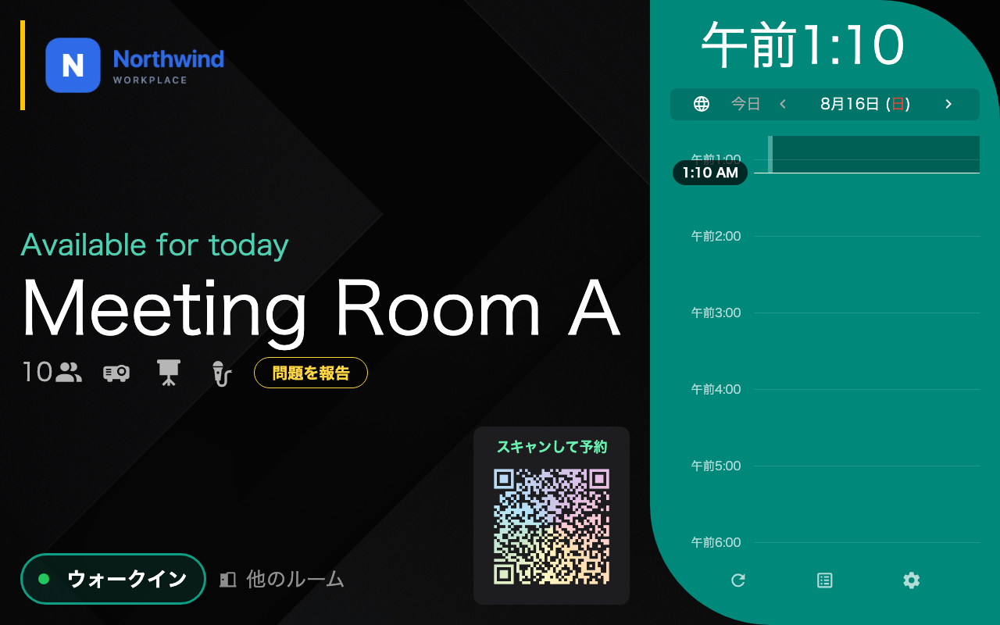 N
Northwind
WORKPLACE
Available for today
Meeting Room A
10
問題を報告
スキャンして予約
ウォークイン
他のルーム
午前1:10
今日
8月16日 (日)
午前1:00
1:10 AM
午前2:00
午前3:00
午前4:00
午前5:00
午前6:00